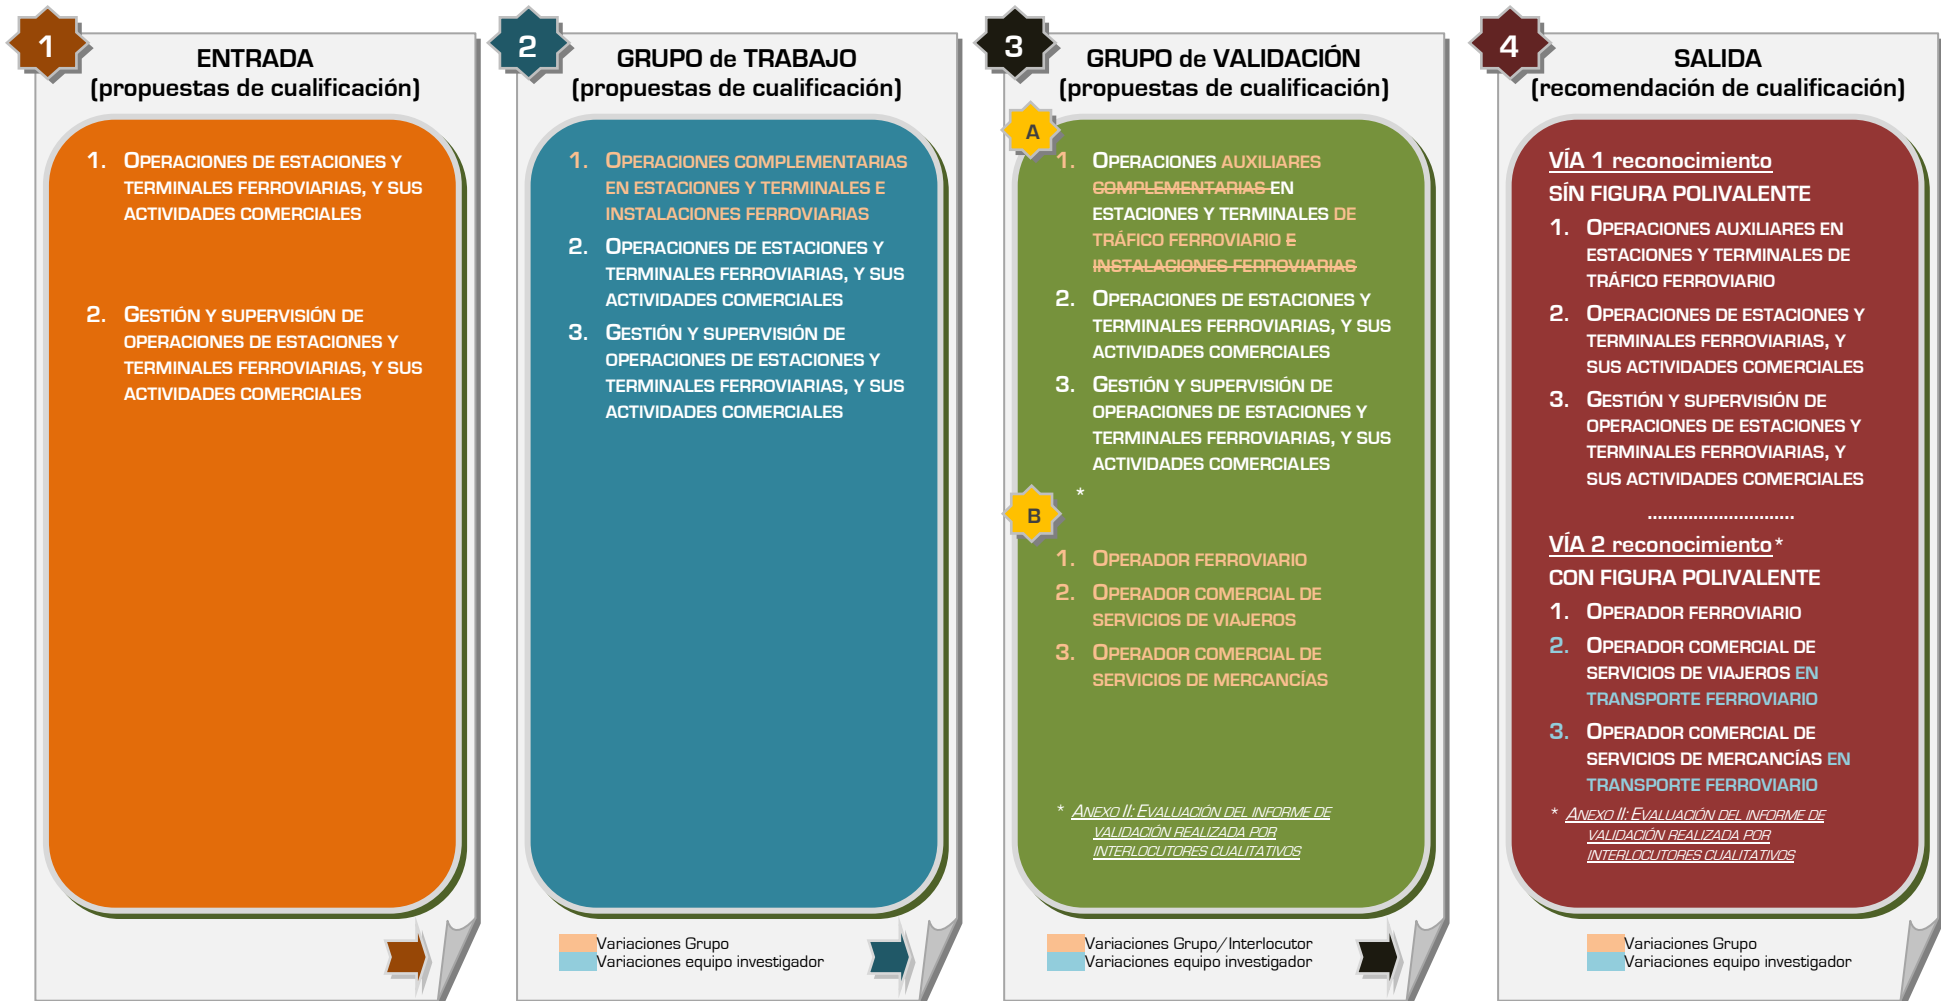 1
ENTRADA
(propuestas de cualificación)
1. OPERACIONES DE ESTACIONES Y
TERMINALES FERROVIARIAS, Y SUS
ACTIVIDADES COMERCIALES
2. GESTIÓN Y SUPERVISIÓN DE
OPERACIONES DE ESTACIONES Y
TERMINALES FERROVIARIAS, Y SUS
ACTIVIDADES COMERCIALES
2
GRUPO de TRABAJO
(propuestas de cualificación)
1. OPERACIONES COMPLEMENTARIAS
EN ESTACIONES Y TERMINALES E
INSTALACIONES FERROVIARIAS
2. OPERACIONES DE ESTACIONES Y
TERMINALES FERROVIARIAS, Y SUS
ACTIVIDADES COMERCIALES
3. GESTIÓN Y SUPERVISIÓN DE
OPERACIONES DE ESTACIONES Y
TERMINALES FERROVIARIAS, Y SUS
ACTIVIDADES COMERCIALES
Variaciones Grupo
Variaciones equipo investigador
3
GRUPO de VALIDACIÓN
(propuestas de cualificación)
A
1. OPERACIONES AUXILIARES
COMPLEMENTARIAS EN
ESTACIONES Y TERMINALES DE
TRÁFICO FERROVIARIO E
INSTALACIONES FERROVIARIAS
2. OPERACIONES DE ESTACIONES Y
TERMINALES FERROVIARIAS, Y SUS
ACTIVIDADES COMERCIALES
3. GESTIÓN Y SUPERVISIÓN DE
OPERACIONES DE ESTACIONES Y
TERMINALES FERROVIARIAS, Y SUS
ACTIVIDADES COMERCIALES
*
B
1. OPERADOR FERROVIARIO
2. OPERADOR COMERCIAL DE
SERVICIOS DE VIAJEROS
3. OPERADOR COMERCIAL DE
SERVICIOS DE MERCANCÍAS
* ANEXO II: EVALUACIÓN DEL INFORME DE
VALIDACIÓN REALIZADA POR
INTERLOCUTORES CUALITATIVOS
Variaciones Grupo/Interlocutor
Variaciones equipo investigador
4
SALIDA
(recomendación de cualificación)
VÍA 1 reconocimiento
SÍN FIGURA POLIVALENTE
1. OPERACIONES AUXILIARES EN
ESTACIONES Y TERMINALES DE
TRÁFICO FERROVIARIO
2. OPERACIONES DE ESTACIONES Y
TERMINALES FERROVIARIAS, Y
SUS ACTIVIDADES COMERCIALES
3. GESTIÓN Y SUPERVISIÓN DE
OPERACIONES DE ESTACIONES Y
TERMINALES FERROVIARIAS, Y
SUS ACTIVIDADES COMERCIALES
............................
VÍA 2 reconocimiento*
CON FIGURA POLIVALENTE
1. OPERADOR FERROVIARIO
2. OPERADOR COMERCIAL DE
SERVICIOS DE VIAJEROS EN
TRANSPORTE FERROVIARIO
3. OPERADOR COMERCIAL DE
SERVICIOS DE MERCANCÍAS EN
TRANSPORTE FERROVIARIO
* ANEXO II: EVALUACIÓN DEL INFORME DE
VALIDACIÓN REALIZADA POR
INTERLOCUTORES CUALITATIVOS
Variaciones Grupo
Variaciones equipo investigador